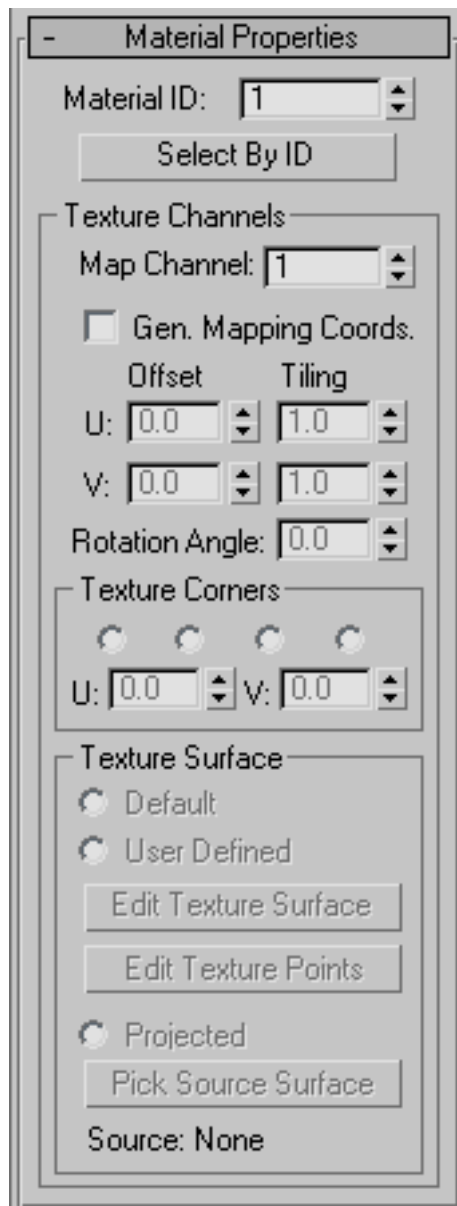 - Material Properties
Material ID: 1
Select By ID
Texture Channels
Map Channel: 1
Gen. Mapping Coords.
Offset Tiling
U: 0.0 1.0
V: 0.0 1.0
Rotation Angle: 0.0
Texture Corners
U: 0.0 V: 0.0
Texture Surface
Default
User Defined
Edit Texture Surface
Edit Texture Points
Projected
Pick Source Surface
Source: None